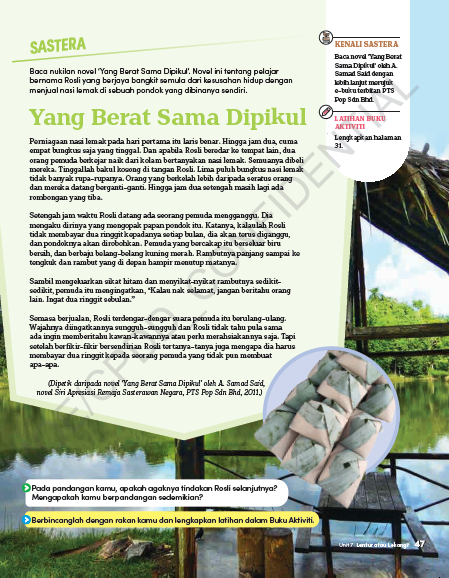 SASTERA
Baca nukilan novel 'Yang Berat Sama Dipikul'. Novel ini tentang pelajar
bernama Rosli yang berjaya bangkit semula dari kesusahan hidup dengan
menjual nasi lemak di sebuah pondok yang dibinanya sendiri.
Yang Berat Sama Dipikul
Perniagaan nasi lemak pada hari pertama itu laris benar. Hingga jam dua, cuma
empat bungkus saja yang tinggal. Dan apabila Rosli beredar ke tempat lain, dua
orang pemuda berkejar naik dari kolam bertanyakan nasi lemak. Semuanya dibeli
mereka. Tinggallah bakul kosong di tangan Rosli. Lima puluh bungkus nasi lemak
tidak banyak rupa-rupanya. Orang yang berkelah lebih daripada seratus orang
dan mereka datang berganti-ganti. Hingga jam dua setengah masih lagi ada
rombongan yang tiba.
Setengah jam waktu Rosli datang ada seorang pemuda mengganggu. Dia
mengaku dirinya yang mengopak papan pondok itu. Katanya, kalaulah Rosli
tidak membayar dua ringgit kepadanya setiap bulan, dia akan terus diganggu,
dan pondoknya akan dirobohkan. Pemuda yang bercakap itu berseluar biru
bersih, dan berbaju belang-belang kuning merah. Rambutnya panjang sampai ke
tengkuk dan rambut yang di depan hampir menutup matanya.
Sambil mengeluarkan sikat hitam dan menyikat-nyikat rambutnya sedikit-
sedikit, pemuda itu mengingatkan, "Kalau nak selamat, jangan beritahu orang
lain. Ingat dua ringgit sebulan."
Semasa berjualan, Rosli terdengar-dengar suara pemuda itu berulang-ulang.
Wajahnya diingatkannya sungguh-sungguh dan Rosli tidak tahu pula sama
ada ingin memberitahu kawan-kawannya atau perlu merahsiakannya saja. Tapi
setelah berfikir-fikir bersendirian Rosli tertanya-tanya juga mengapa dia harus
membayar dua ringgit kepada seorang pemuda yang tidak pun membuat
apa-apa.
(Dipetik daripada novel 'Yang Berat Sama Dipikul' oleh A. Samad Said,
novel Siri Apresiasi Remaja Sasterawan Negara, PTS Pop Sdn Bhd, 2011.)
KENALI SASTERA
Baca novel 'Yang Berat
Sama Dipikul' oleh A.
Samad Said dengan
lebih lanjut merujuk
e-buku terbitan PTS
Pop Sdn Bhd.
LATIHAN BUKU
AKTIVITI
Lengkapkan halaman
31.
Pada pandangan kamu, apakah agaknya tindakan Rosli selanjutnya?
Mengapakah kamu berpandangan sedemikian?
Berbincanglah dengan rakan kamu dan lengkapkan latihan dalam Buku Aktiviti.
Unit 7 Lentur atau Lekang? 47